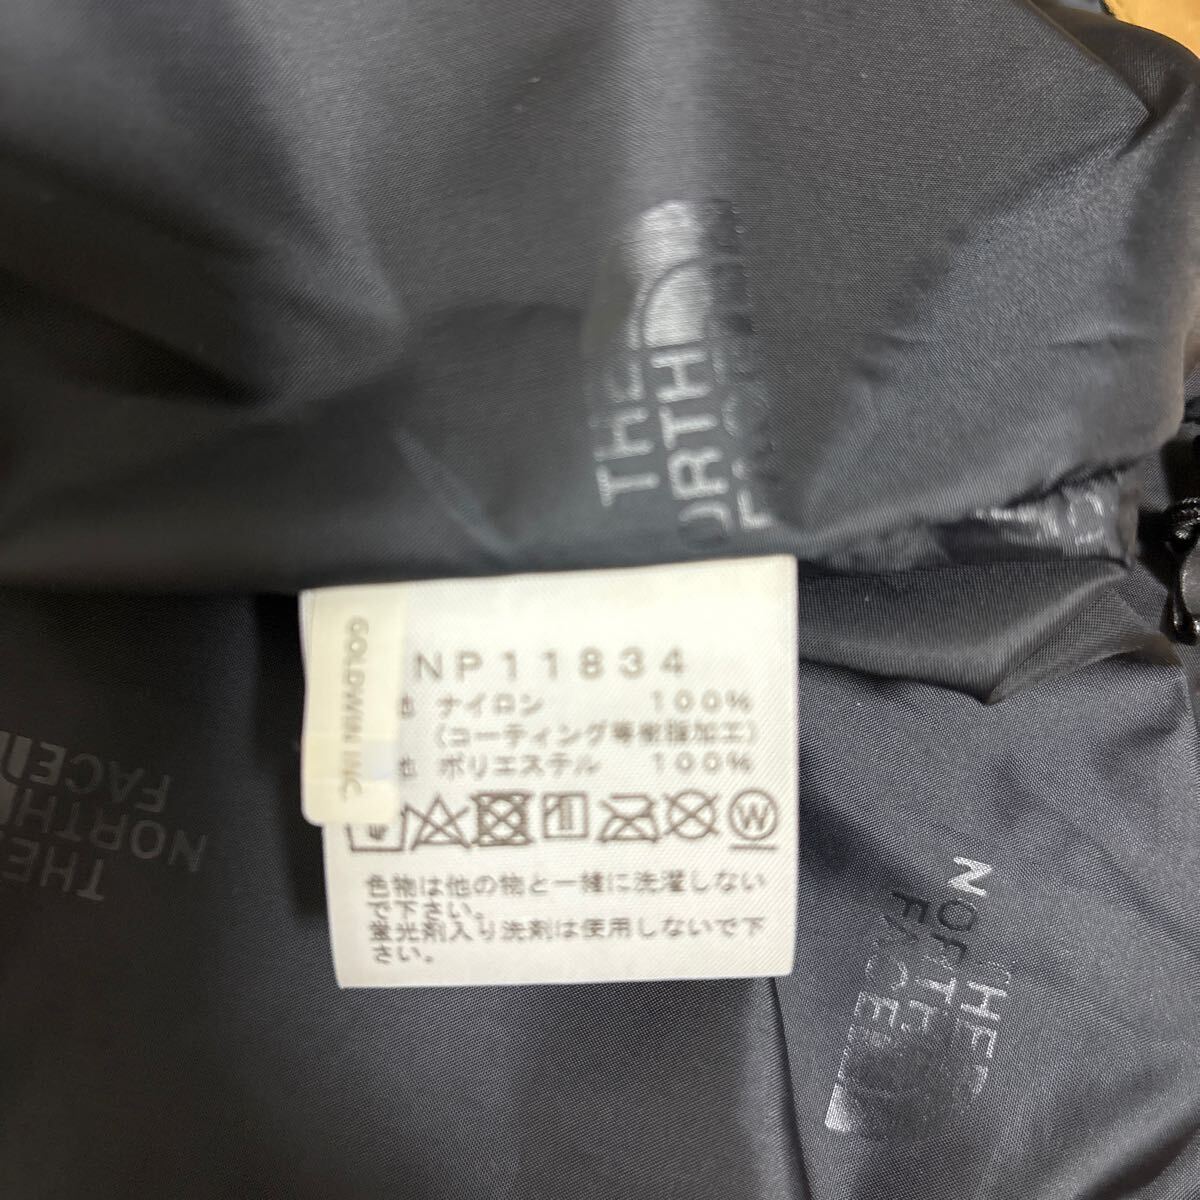 THE
NORTH
FACE
GOLDWIN INC.
NP11834
地 ナイロン 100%
(コーティング等樹脂加工)
地 ポリエステル 100%
W
色物は他の物と一緒に洗濯しない
で下さい。
蛍光剤入り洗剤は使用しないで下
さい。
THE
NORTH
FACE
THE
NORTH
FACE